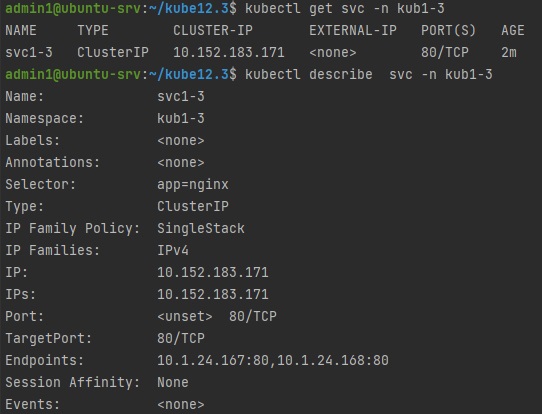 admin1@ubuntu-srv:~/kube12.3$ kubectl get svc -n kub1-3
NAME     TYPE        CLUSTER-IP       EXTERNAL-IP   PORT(S)   AGE
svc1-3   ClusterIP   10.152.183.171   <none>        80/TCP    2m
admin1@ubuntu-srv:~/kube12.3$ kubectl describe  svc -n kub1-3
Name:              svc1-3
Namespace:         kub1-3
Labels:            <none>
Annotations:       <none>
Selector:          app=nginx
Type:              ClusterIP
IP Family Policy:  SingleStack
IP Families:       IPv4
IP:                10.152.183.171
IPs:               10.152.183.171
Port:              <unset>  80/TCP
TargetPort:        80/TCP
Endpoints:         10.1.24.167:80,10.1.24.168:80
Session Affinity:  None
Events:            <none>